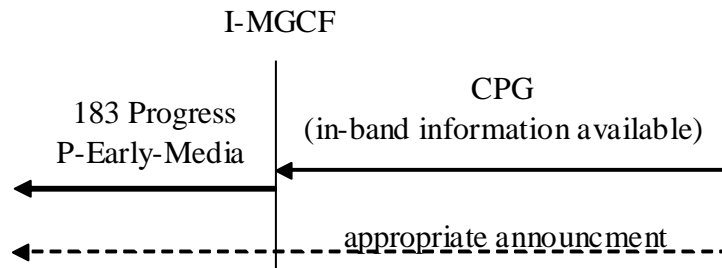 I-MGCF
183 Progress
P-Early-Media
CPG
(in-band information available)
appropriate announcment